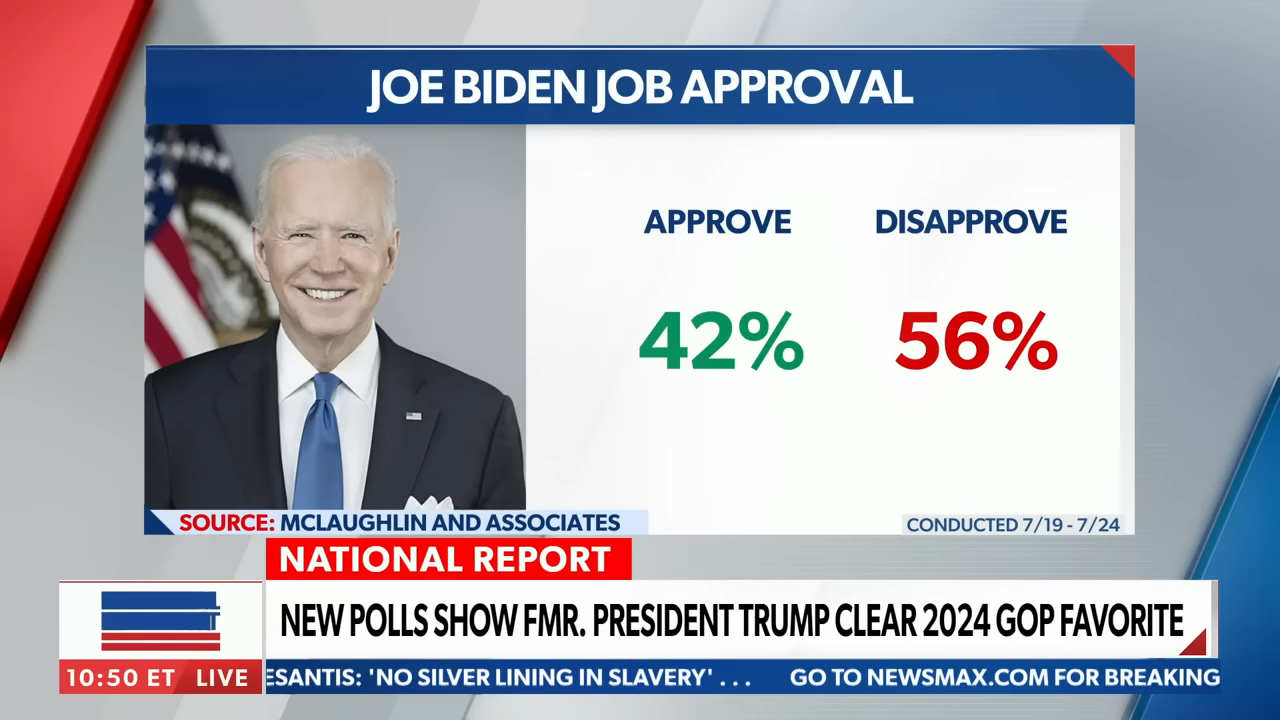 JOE BIDEN JOB APPROVAL
APPROVE DISAPPROVE
42% 56%
SOURCE: MCLAUGHLIN AND ASSOCIATES
CONDUCTED 7/19 - 7/24
NATIONAL REPORT
NEW POLLS SHOW FMR. PRESIDENT TRUMP CLEAR 2024 GOP FAVORITE
10:50 ET LIVE
ESANTIS: 'NO SILVER LINING IN SLAVERY' . . . GO TO NEWSMAX.COM FOR BREAKING